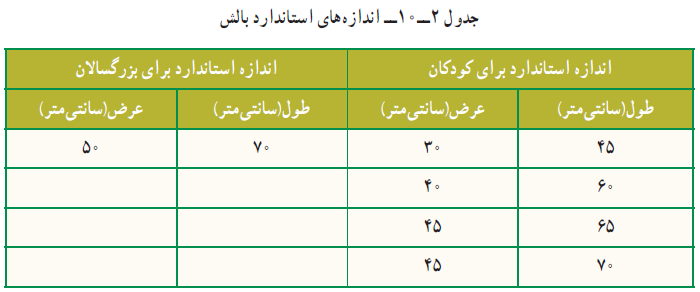 جدول ۲ــ۱۰ــ اندازه‌های استاندارد بالش
اندازه استاندارد برای کودکان اندازه استاندارد برای بزرگسالان
طول(سانتی‌متر) عرض(سانتی‌متر) طول(سانتی‌متر) عرض(سانتی‌متر)
۴۵ ۳۰ ۷۰ ۵۰
۶۰ ۴۰
۶۵ ۴۵
۷۰ ۴۵